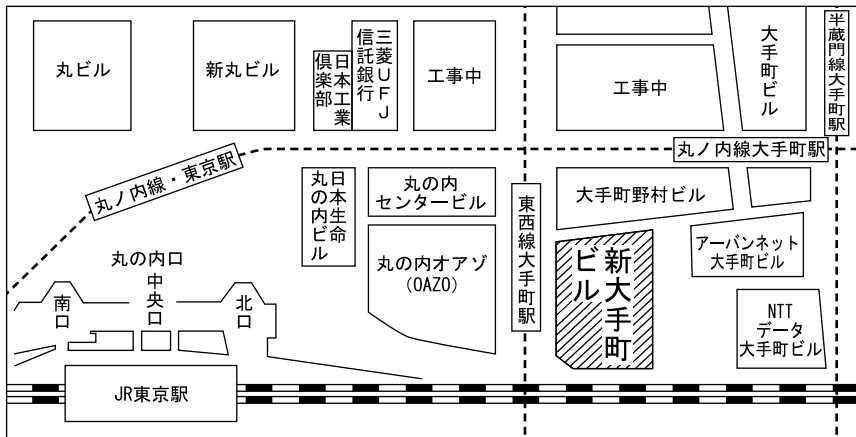 丸ビル
新丸ビル
日本工業
倶楽部
三菱UFJ
信託銀行
工事中
工事中
大手町ビル
半蔵門線大手町駅
丸ノ内線・東京駅
丸ノ内線大手町駅
日本生命
丸の内ビル
丸の内
センタービル
東西線大手町駅
大手町野村ビル
丸の内オアゾ
(OAZO)
新大手町
ビル
アーバンネット
大手町ビル
丸の内口
南口
中央口
北口
NTT
データ
大手町ビル
JR東京駅